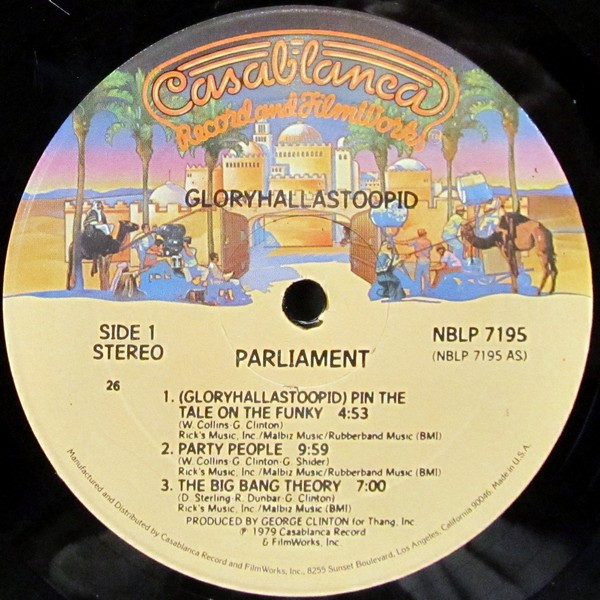 Casablanca
Record and FilmWorks
GLORYHALLASTOOPID
SIDE 1
STEREO
NBLP 7195
(NBLP 7195 AS)
PARLIAMENT
26
1. (GLORYHALLASTOOPID) PIN THE
TALE ON THE FUNKY 4:53
(W. Collins-G. Clinton)
Rick's Music, Inc./Malbiz Music/Rubberband Music (BMI)
2. PARTY PEOPLE 9:59
(W. Collins-G. Clinton-G. Shider)
Rick's Music, Inc./Malbiz Music/Rubberband Music (BMI)
3. THE BIG BANG THEORY 7:00
(D. Sterling-R. Dunbar-G. Clinton)
Rick's Music, Inc./Malbiz Music (BMI)
PRODUCED BY GEORGE CLINTON for Thang, Inc.
℗ 1979 Casablanca Record
& FilmWorks, Inc.
Manufactured and Distributed by Casablanca Record and FilmWorks, Inc., 8255 Sunset Boulevard, Los Angeles, California 90046. Made in U.S.A.